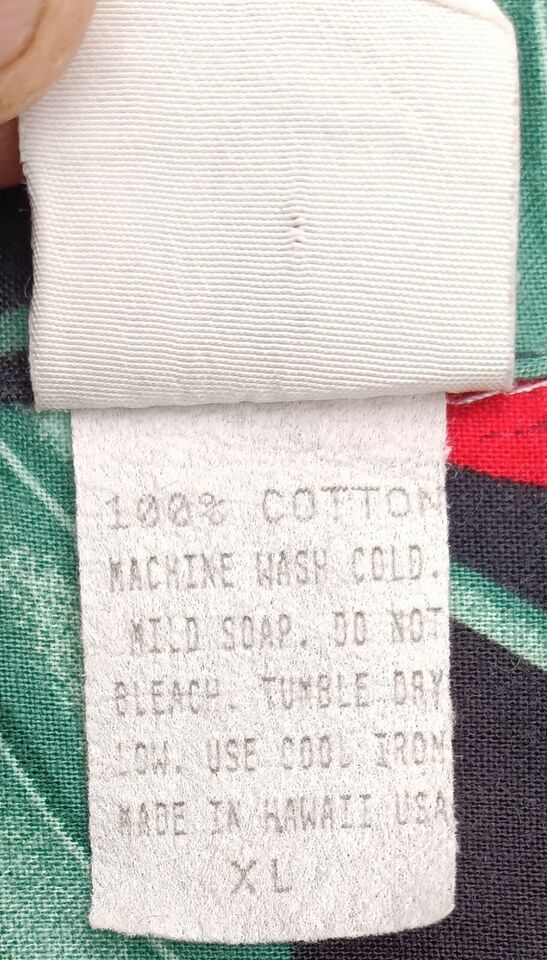 100% COTTON
MACHINE WASH COLD.
MILD SOAP. DO NOT
BLEACH. TUMBLE DRY
LOW. USE COOL IRON
MADE IN HAWAII USA
XL